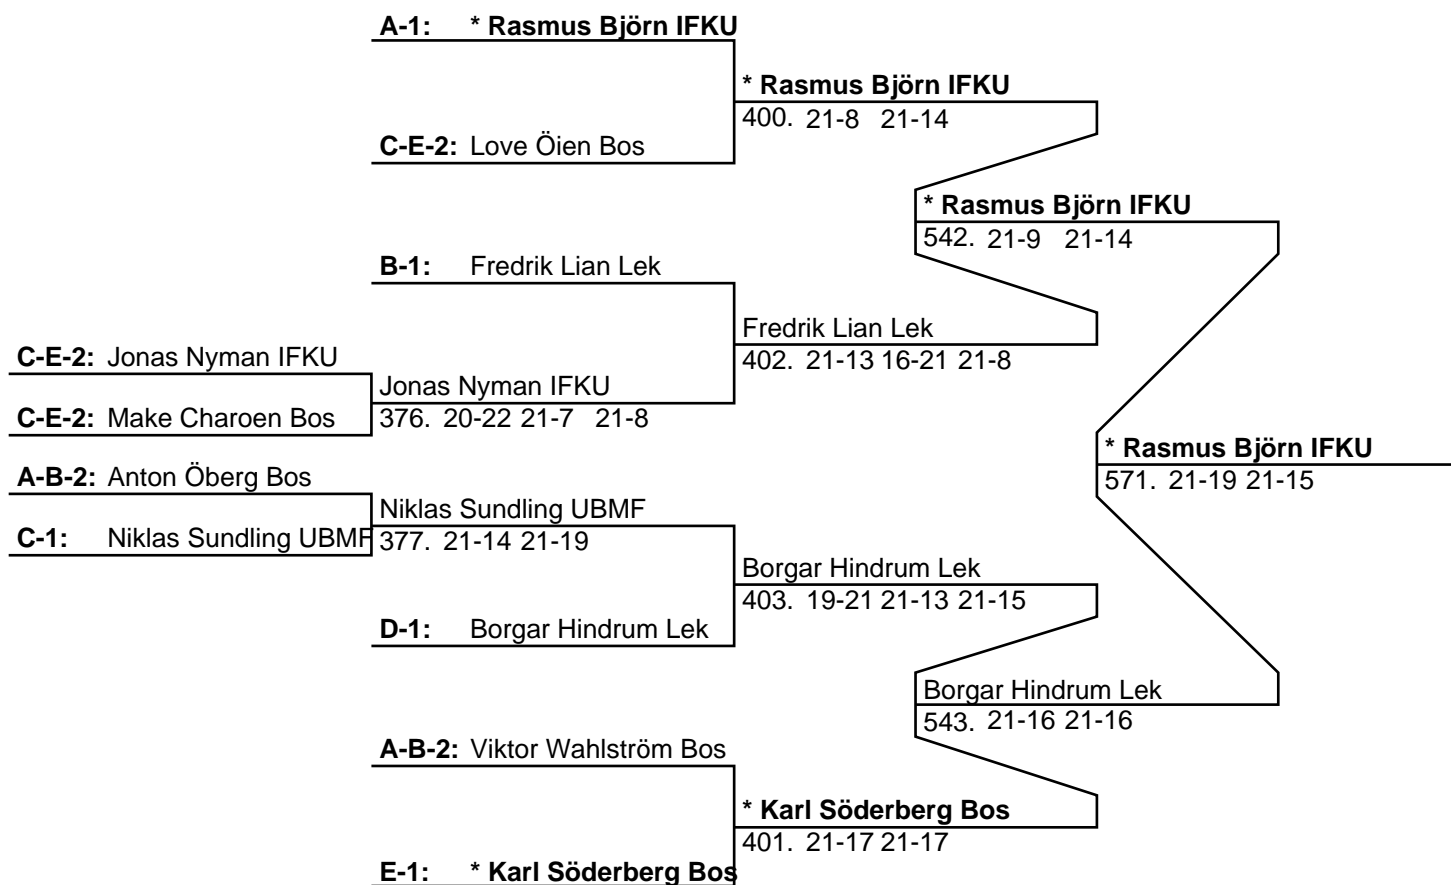 A-1: * Rasmus Björn IFKU
* Rasmus Björn IFKU
400. 21-8 21-14
C-E-2: Love Öien Bos
* Rasmus Björn IFKU
542. 21-9 21-14
B-1: Fredrik Lian Lek
Fredrik Lian Lek
402. 21-13 16-21 21-8
C-E-2: Jonas Nyman IFKU
Jonas Nyman IFKU
376. 20-22 21-7 21-8
C-E-2: Make Charoen Bos
* Rasmus Björn IFKU
571. 21-19 21-15
A-B-2: Anton Öberg Bos
Niklas Sundling UBMF
377. 21-14 21-19
C-1: Niklas Sundling UBMF
Borgar Hindrum Lek
403. 19-21 21-13 21-15
D-1: Borgar Hindrum Lek
Borgar Hindrum Lek
543. 21-16 21-16
A-B-2: Viktor Wahlström Bos
* Karl Söderberg Bos
401. 21-17 21-17
E-1: * Karl Söderberg Bos